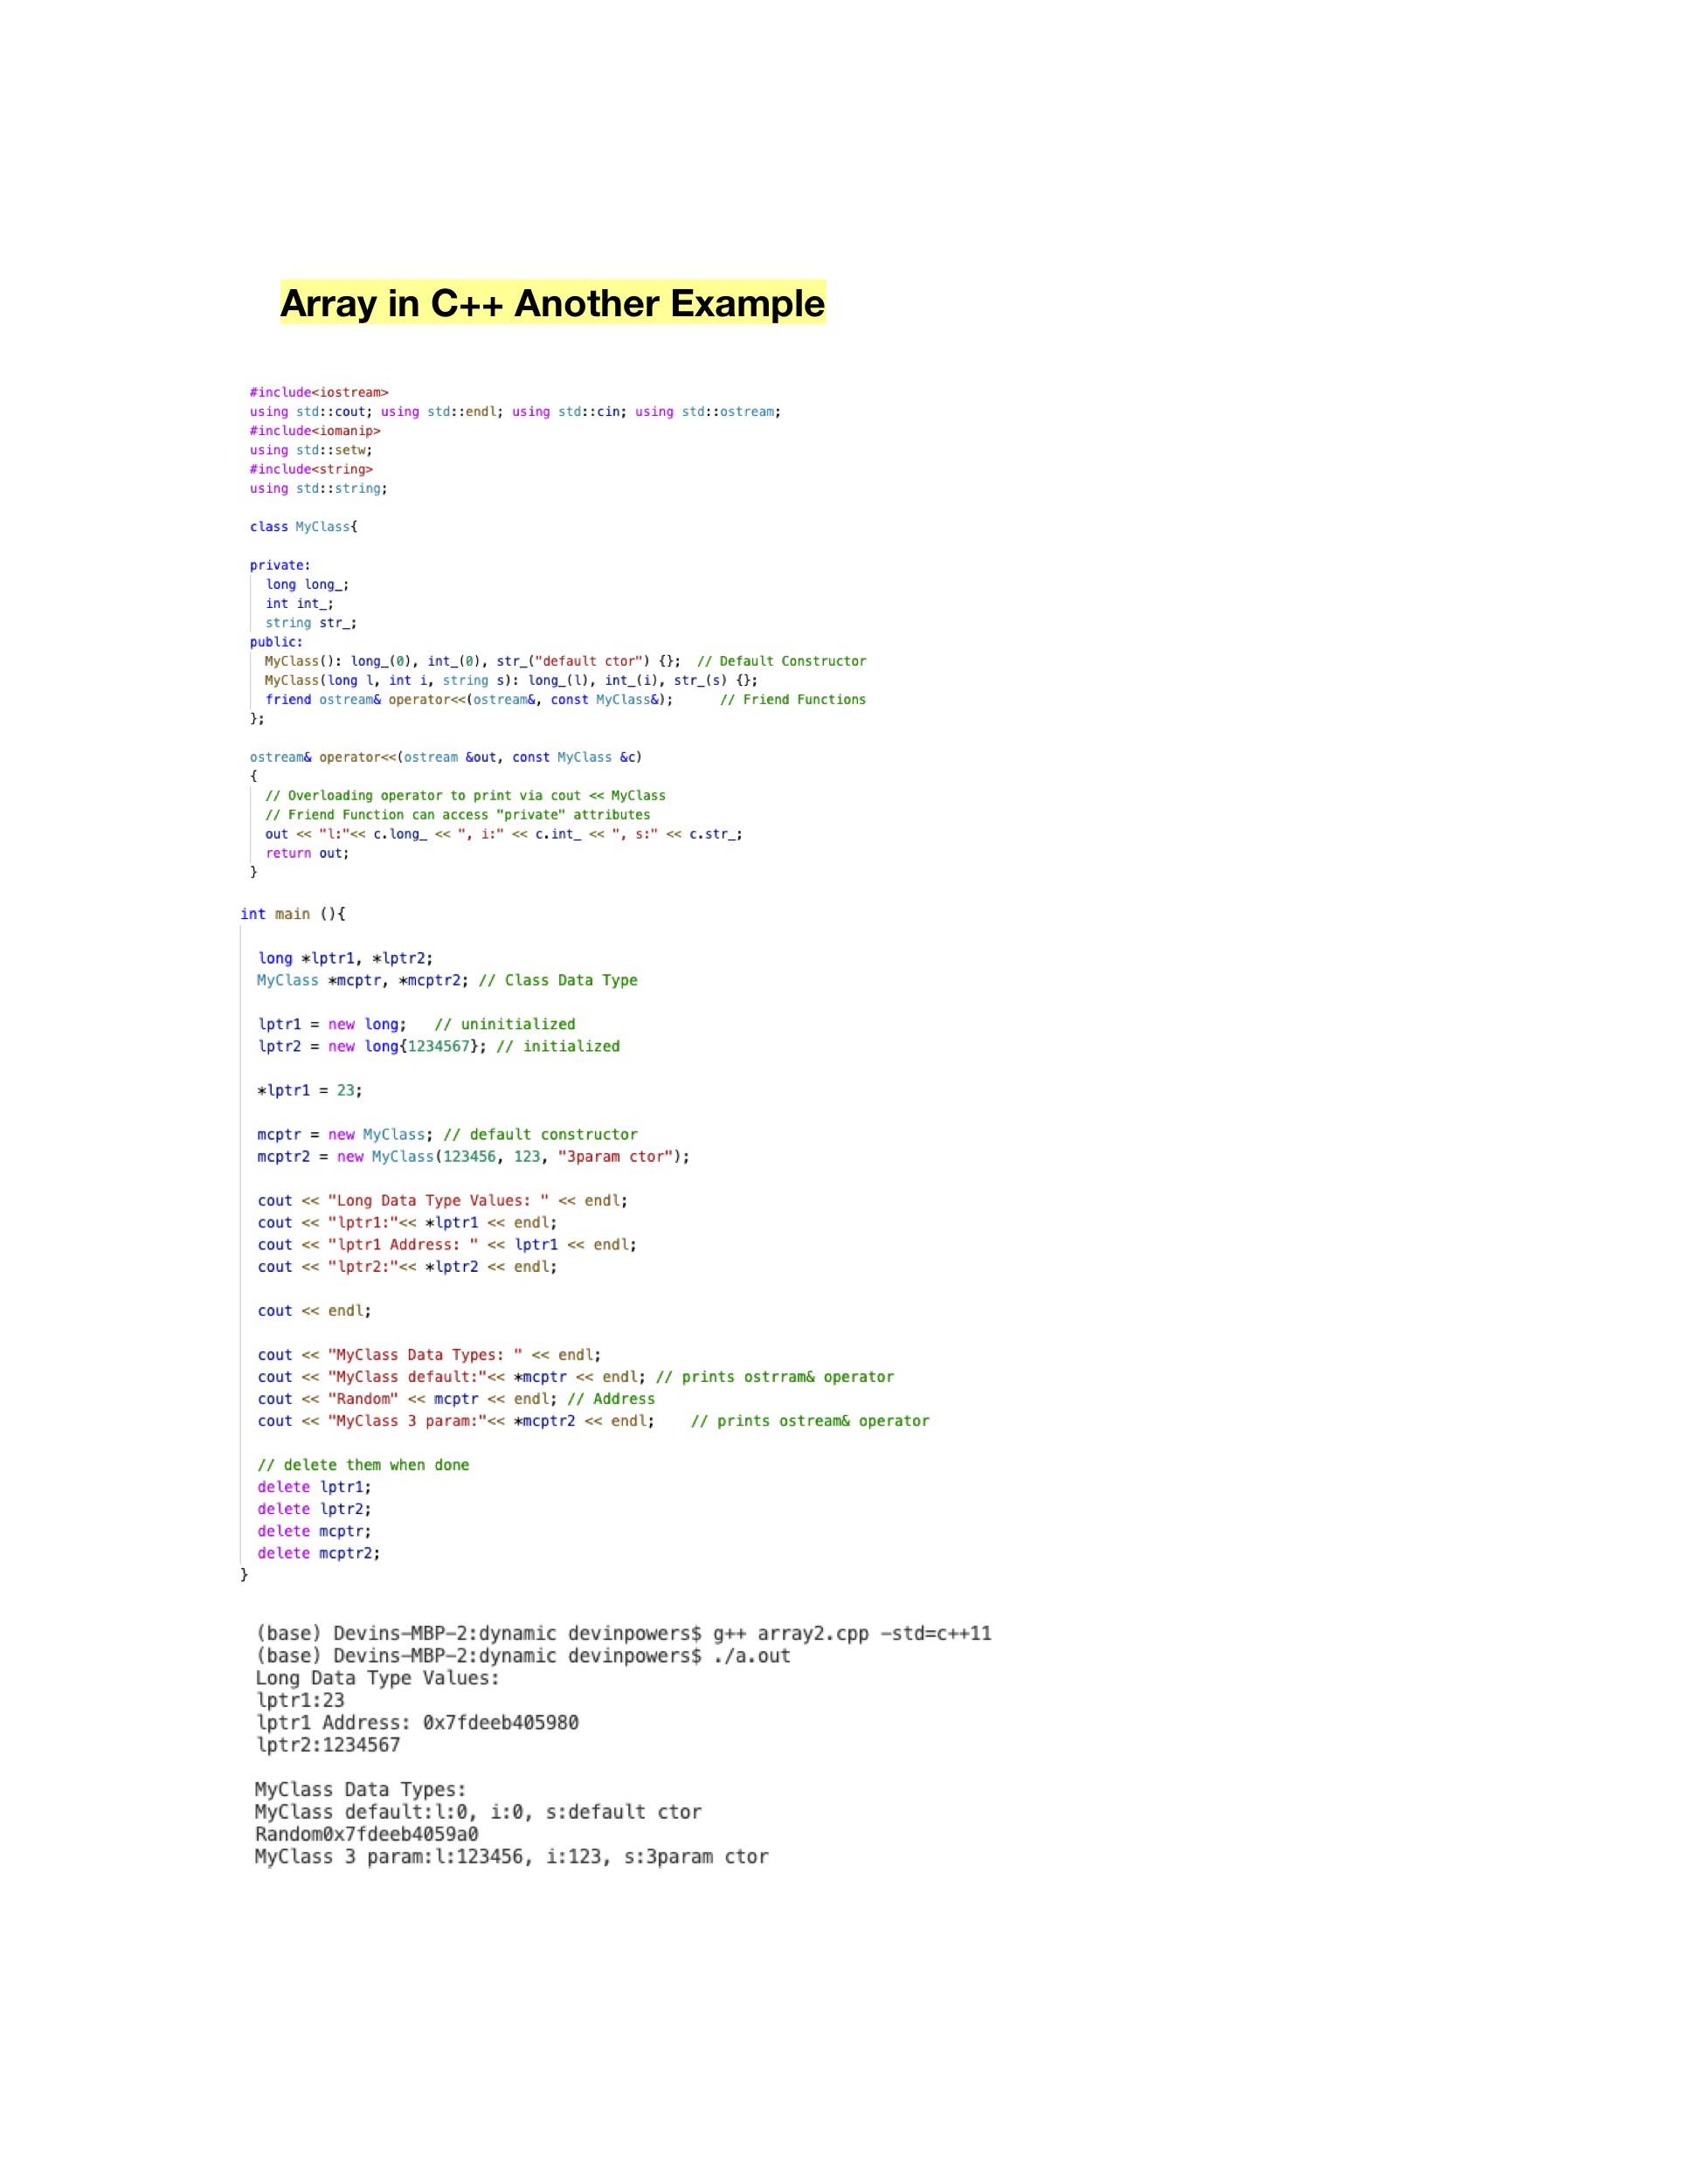 Array in C++ Another Example
#include<iostream>
using std::cout; using std::endl; using std::cin; using std::ostream;
#include<iomanip>
using std::setw;
#include<string>
using std::string;
class MyClass{
private:
long long_;
int int_;
string str_;
public:
MyClass(): long_(0), int_(0), str_("default ctor") {};  // Default Constructor
MyClass(long l, int i, string s): long_(l), int_(i), str_(s) {};
friend ostream& operator<<(ostream&, const MyClass&);      // Friend Functions
};
ostream& operator<<(ostream &out, const MyClass &c)
{
// Overloading operator to print via cout << MyClass
// Friend Function can access "private" attributes
out << "l:"<< c.long_ << ", i:" << c.int_ << ", s:" << c.str_;
return out;
}
int main (){
long *lptr1, *lptr2;
MyClass *mcptr, *mcptr2; // Class Data Type
lptr1 = new long;   // uninitialized
lptr2 = new long{1234567}; // initialized
*lptr1 = 23;
mcptr = new MyClass; // default constructor
mcptr2 = new MyClass(123456, 123, "3param ctor");
cout << "Long Data Type Values: " << endl;
cout << "lptr1:"<< *lptr1 << endl;
cout << "lptr1 Address: " << lptr1 << endl;
cout << "lptr2:"<< *lptr2 << endl;
cout << endl;
cout << "MyClass Data Types: " << endl;
cout << "MyClass default:"<< *mcptr << endl; // prints ostrram& operator
cout << "Random" << mcptr << endl; // Address
cout << "MyClass 3 param:"<< *mcptr2 << endl;    // prints ostream& operator
// delete them when done
delete lptr1;
delete lptr2;
delete mcptr;
delete mcptr2;
}
(base) Devins-MBP-2:dynamic devinpowers$ g++ array2.cpp -std=c++11
(base) Devins-MBP-2:dynamic devinpowers$ ./a.out
Long Data Type Values:
lptr1:23
lptr1 Address: 0x7fdeeb405980
lptr2:1234567
MyClass Data Types:
MyClass default:l:0, i:0, s:default ctor
Random0x7fdeeb4059a0
MyClass 3 param:l:123456, i:123, s:3param ctor